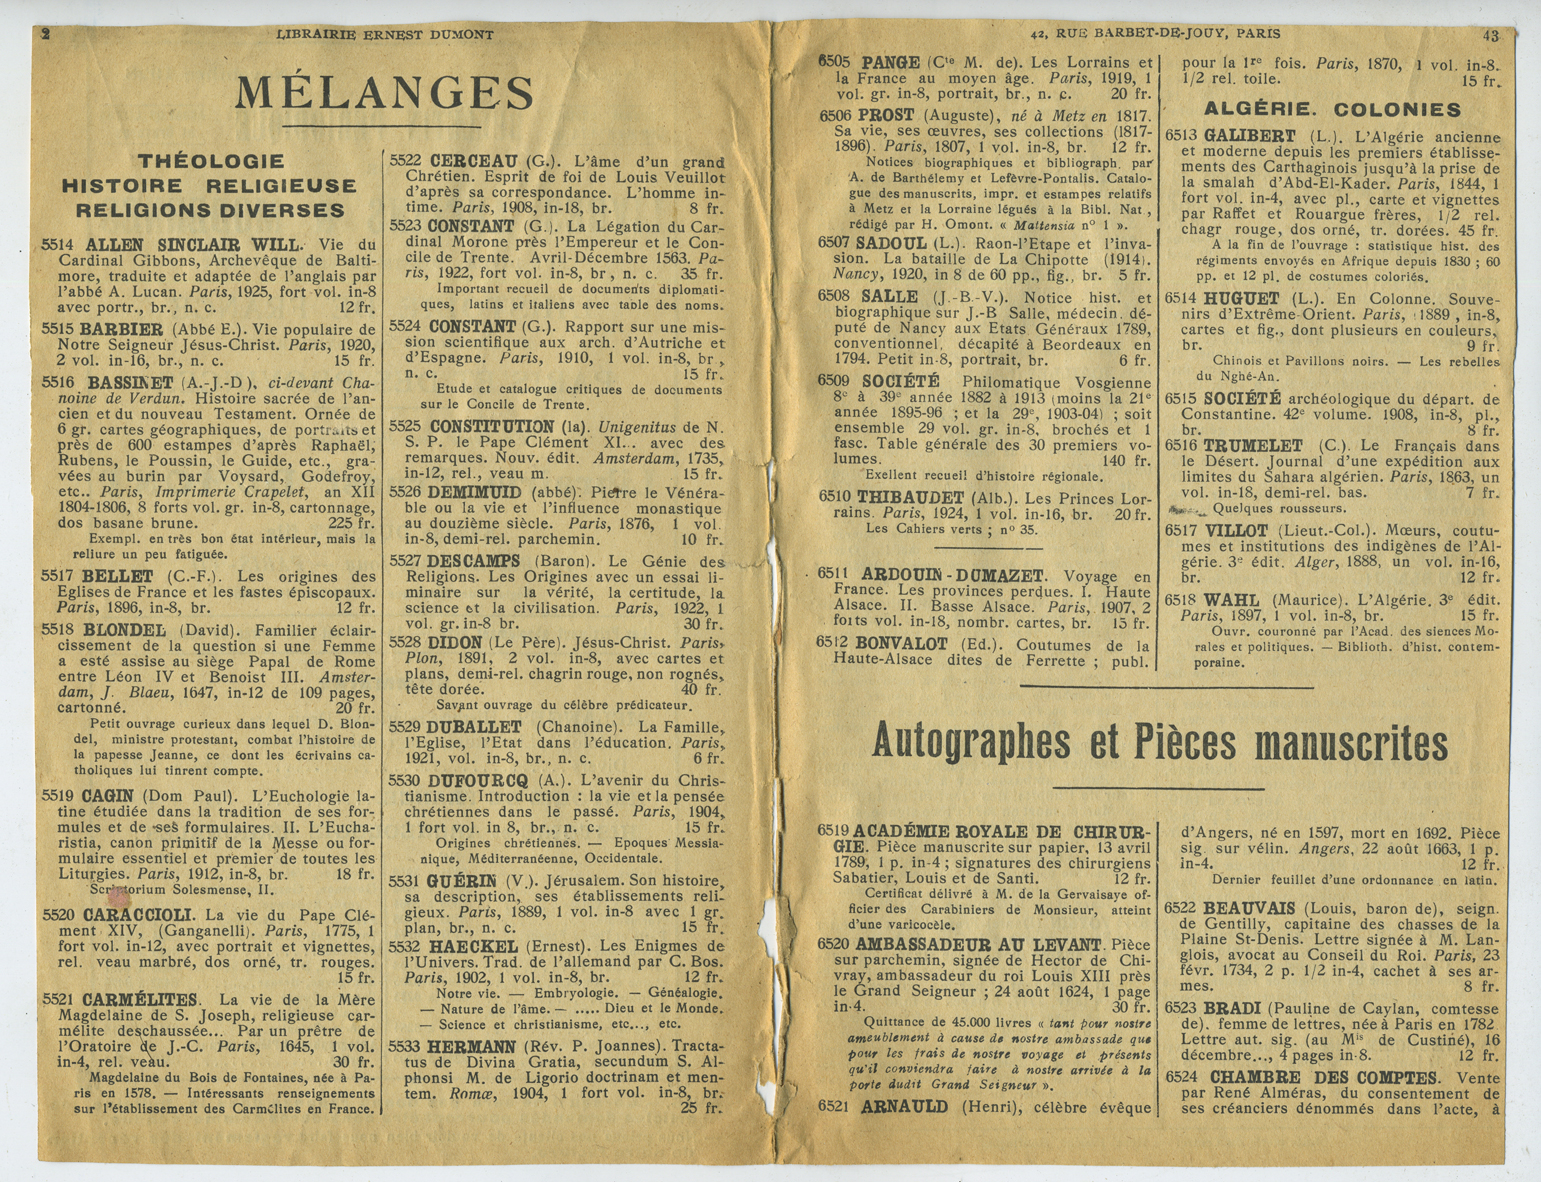 2
LIBRAIRIE ERNEST DUMONT
MÉLANGES
THÉOLOGIE
HISTOIRE RELIGIEUSE
RELIGIONS DIVERSES
5514 ALLEN SINCLAIR WILL. Vie du
Cardinal Gibbons, Archevêque de Balti-
more, traduite et adaptée de l'anglais par
l'abbé A. Lucan. Paris, 1925, fort vol. in-8
avec portr., br., n. c. 12 fr.
5515 BARBIER (Abbé E.). Vie populaire de
Notre Seigneur Jésus-Christ. Paris, 1920,
2 vol. in-16, br., n. c. 15 fr.
5516 BASSINET (A.-J.-D), ci-devant Cha-
noine de Verdun. Histoire sacrée de l'an-
cien et du nouveau Testament. Ornée de
6 gr. cartes géographiques, de portraits et
près de 600 estampes d'après Raphaël,
Rubens, le Poussin, le Guide, etc., gra-
vées au burin par Voysard, Godefroy,
etc.. Paris, Imprimerie Crapelet, an XII
1804-1806, 8 forts vol. gr. in-8, cartonnage,
dos basane brune. 225 fr.
Exempl. en très bon état intérieur, mais la
reliure un peu fatiguée.
5517 BELLET (C.-F.). Les origines des
Eglises de France et les fastes épiscopaux.
Paris, 1896, in-8, br. 12 fr.
5518 BLONDEL (David). Familier éclair-
cissement de la question si une Femme
a esté assise au siège Papal de Rome
entre Léon IV et Benoist III. Amster-
dam, J. Blaeu, 1647, in-12 de 109 pages,
cartonné. 20 fr.
Petit ouvrage curieux dans lequel D. Blon-
del, ministre protestant, combat l'histoire de
la papesse Jeanne, ce dont les écrivains ca-
tholiques lui tinrent compte.
5519 CAGIN (Dom Paul). L'Euchologie la-
tine étudiée dans la tradition de ses for-
mules et de ses formulaires. II. L'Eucha-
ristia, canon primitif de la Messe ou for-
mulaire essentiel et premier de toutes les
Liturgies. Paris, 1912, in-8, br. 18 fr.
Scriptorium Solesmense, II.
5520 CARACCIOLI. La vie du Pape Clé-
ment XIV, (Ganganelli). Paris, 1775, 1
fort vol. in-12, avec portrait et vignettes,
rel. veau marbré, dos orné, tr. rouges.
15 fr.
5521 CARMÉLITES. La vie de la Mère
Magdelaine de S. Joseph, religieuse car-
mélite deschaussée... Par un prêtre de
l'Oratoire de J.-C. Paris, 1645, 1 vol.
in-4, rel. veau. 30 fr.
Magdelaine du Bois de Fontaines, née à Pa-
ris en 1578. — Intéressants renseignements
sur l'établissement des Carmélites en France.
5522 CERCEAU (G.). L'âme d'un grand
Chrétien. Esprit de foi de Louis Veuillot
d'après sa correspondance. L'homme in-
time. Paris, 1908, in-18, br. 8 fr.
5523 CONSTANT (G.). La Légation du Car-
dinal Morone près l'Empereur et le Con-
cile de Trente. Avril-Décembre 1563. Pa-
ris, 1922, fort vol. in-8, br, n. c. 35 fr.
Important recueil de documents diplomati-
ques, latins et italiens avec table des noms.
5524 CONSTANT (G.). Rapport sur une mis-
sion scientifique aux arch. d'Autriche et
d'Espagne. Paris, 1910, 1 vol. in-8, br,
n. c. 15 fr.
Etude et catalogue critiques de documents
sur le Concile de Trente.
5525 CONSTITUTION (la). Unigenitus de N.
S. P. le Pape Clément XI... avec des
remarques. Nouv. édit. Amsterdam, 1735,
in-12, rel., veau m. 15 fr.
5526 DEMIMUID (abbé). Pierre le Vénéra-
ble ou la vie et l'influence monastique
au douzième siècle. Paris, 1876, 1 vol.
in-8, demi-rel. parchemin. 10 fr.
5527 DESCAMPS (Baron). Le Génie des
Religions. Les Origines avec un essai li-
minaire sur la vérité, la certitude, la
science et la civilisation. Paris, 1922, 1
vol. gr. in-8 br. 30 fr.
5528 DIDON (Le Père). Jésus-Christ. Paris,
Plon, 1891, 2 vol. in-8, avec cartes et
plans, demi-rel. chagrin rouge, non rognés,
tête dorée. 40 fr.
Savant ouvrage du célèbre prédicateur.
5529 DUBALLET (Chanoine). La Famille,
l'Eglise, l'Etat dans l'éducation. Paris,
1921, vol. in-8, br., n. c. 6 fr.
5530 DUFOURCQ (A.). L'avenir du Chris-
tianisme. Introduction : la vie et la pensée
chrétiennes dans le passé. Paris, 1904,
1 fort vol. in 8, br., n. c. 15 fr.
Origines chrétiennes. — Epoques Messia-
nique, Méditerranéenne, Occidentale.
5531 GUÉRIN (V.). Jérusalem. Son histoire,
sa description, ses établissements reli-
gieux. Paris, 1889, 1 vol. in-8 avec 1 gr.
plan, br., n. c. 15 fr.
5532 HAECKEL (Ernest). Les Enigmes de
l'Univers. Trad. de l'allemand par C. Bos.
Paris, 1902, 1 vol. in-8, br. 12 fr.
Notre vie. — Embryologie. — Généalogie.
— Nature de l'âme. — ..... Dieu et le Monde.
— Science et christianisme, etc..., etc.
5533 HERMANN (Rév. P. Joannes). Tracta-
tus de Divina Gratia, secundum S. Al-
phonsi M. de Ligorio doctrinam et men-
tem. Romæ, 1904, 1 fort vol. in-8, br.
25 fr.
42, RUE BARBET-DE-JOUY, PARIS
43
6505 PANGE (Cte M. de). Les Lorrains et
la France au moyen âge. Paris, 1919, 1
vol. gr. in-8, portrait, br., n. c. 20 fr.
6506 PROST (Auguste), né à Metz en 1817.
Sa vie, ses œuvres, ses collections (1817-
1896). Paris, 1807, 1 vol. in-8, br. 12 fr.
Notices biographiques et bibliograph. par
A. de Barthélemy et Lefèvre-Pontalis. Catalo-
gue des manuscrits, impr. et estampes relatifs
à Metz et la Lorraine légués à la Bibl. Nat,
rédigé par H. Omont. « Mattensia n° 1 ».
6507 SADOUL (L.). Raon-l'Etape et l'inva-
sion. La bataille de La Chipotte (1914).
Nancy, 1920, in 8 de 60 pp., fig., br. 5 fr.
6508 SALLE (J.-B.-V.). Notice hist. et
biographique sur J.-B Salle, médecin, dé-
puté de Nancy aux Etats Généraux 1789,
conventionnel, décapité à Beordeaux en
1794. Petit in-8, portrait, br. 6 fr.
6509 SOCIÉTÉ Philomatique Vosgienne
8e à 39e année 1882 à 1913 (moins la 21e
année 1895-96 ; et la 29e, 1903-04) ; soit
ensemble 29 vol. gr. in-8, brochés et 1
fasc. Table générale des 30 premiers vo-
lumes. 140 fr.
Exellent recueil d'histoire régionale.
6510 THIBAUDET (Alb.). Les Princes Lor-
rains. Paris, 1924, 1 vol. in-16, br. 20 fr.
Les Cahiers verts ; n° 35.
6511 ARDOUIN-DUMAZET. Voyage en
France. Les provinces perdues. I. Haute
Alsace. II. Basse Alsace. Paris, 1907, 2
forts vol. in-18, nombr. cartes, br. 15 fr.
6512 BONVALOT (Ed.). Coutumes de la
Haute-Alsace dites de Ferrette ; publ.
pour la 1re fois. Paris, 1870, 1 vol. in-8.
1/2 rel. toile. 15 fr.
ALGÉRIE. COLONIES
6513 GALIBERT (L.). L'Algérie ancienne
et moderne depuis les premiers établisse-
ments des Carthaginois jusqu'à la prise de
la smalah d'Abd-El-Kader. Paris, 1844, 1
fort vol. in-4, avec pl., carte et vignettes
par Raffet et Rouargue frères, 1/2 rel.
chagr rouge, dos orné, tr. dorées. 45 fr.
A la fin de l'ouvrage : statistique hist. des
régiments envoyés en Afrique depuis 1830 ; 60
pp. et 12 pl. de costumes coloriés.
6514 HUGUET (L.). En Colonne. Souve-
nirs d'Extrême-Orient. Paris, 1889, in-8,
cartes et fig., dont plusieurs en couleurs,
br. 9 fr.
Chinois et Pavillons noirs. — Les rebelles
du Nghé-An.
6515 SOCIÉTÉ archéologique du départ. de
Constantine. 42e volume. 1908, in-8, pl.,
br. 8 fr.
6516 TRUMELET (C.). Le Français dans
le Désert. Journal d'une expédition aux
limites du Sahara algérien. Paris, 1863, un
vol. in-18, demi-rel. bas. 7 fr.
Quelques rousseurs.
6517 VILLOT (Lieut.-Col.). Mœurs, coutu-
mes et institutions des indigènes de l'Al-
gérie. 3e édit. Alger, 1888, un vol. in-16,
br. 12 fr.
6518 WAHL (Maurice). L'Algérie. 3e édit.
Paris, 1897, 1 vol. in-8, br. 15 fr.
Ouvr. couronné par l'Acad. des siences Mo-
rales et politiques. — Biblioth. d'hist. contem-
poraine.
Autographes et Pièces manuscrites
6519 ACADÉMIE ROYALE DE CHIRUR-
GIE. Pièce manuscrite sur papier, 13 avril
1789, 1 p. in-4 ; signatures des chirurgiens
Sabatier, Louis et de Santi. 12 fr.
Certificat délivré à M. de la Gervaisaye of-
ficier des Carabiniers de Monsieur, atteint
d'une varicocèle.
6520 AMBASSADEUR AU LEVANT. Pièce
sur parchemin, signée de Hector de Chi-
vray, ambassadeur du roi Louis XIII près
le Grand Seigneur ; 24 août 1624, 1 page
in-4. 30 fr.
Quittance de 45.000 livres « tant pour nostre
ameublement à cause de nostre ambassade que
pour les frais de nostre voyage et présents
qu'il conviendra faire à nostre arrivée à la
porte dudit Grand Seigneur ».
6521 ARNAULD (Henri), célèbre évêque
d'Angers, né en 1597, mort en 1692. Pièce
sig. sur vélin. Angers, 22 août 1663, 1 p.
in-4. 12 fr.
Dernier feuillet d'une ordonnance en latin.
6522 BEAUVAIS (Louis, baron de), seign.
de Gentilly, capitaine des chasses de la
Plaine St-Denis. Lettre signée à M. Lan-
glois, avocat au Conseil du Roi. Paris, 23
févr. 1734, 2 p. 1/2 in-4, cachet à ses ar-
mes. 8 fr.
6523 BRADI (Pauline de Caylan, comtesse
de). femme de lettres, née à Paris en 1782
Lettre aut. sig. (au Mis de Custine), 16
décembre..., 4 pages in-8. 12 fr.
6524 CHAMBRE DES COMPTES. Vente
par René Alméras, du consentement de
ses créanciers dénommés dans l'acte, à